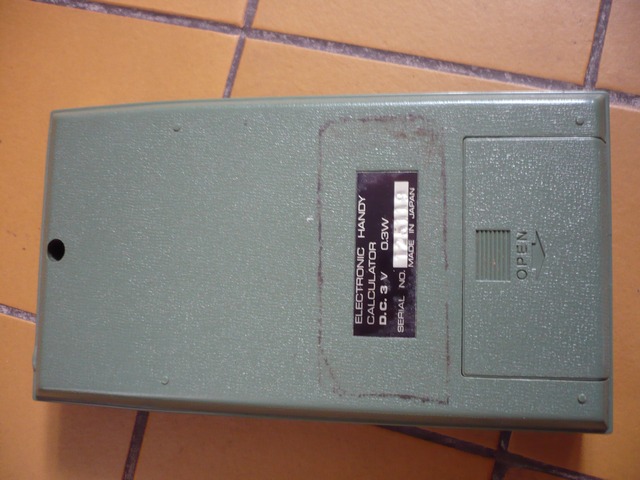 ELECTRONIC HANDY
CALCULATOR
D.C. 3 V 0.3W
SERIAL NO.
MADE IN JAPAN
OPEN